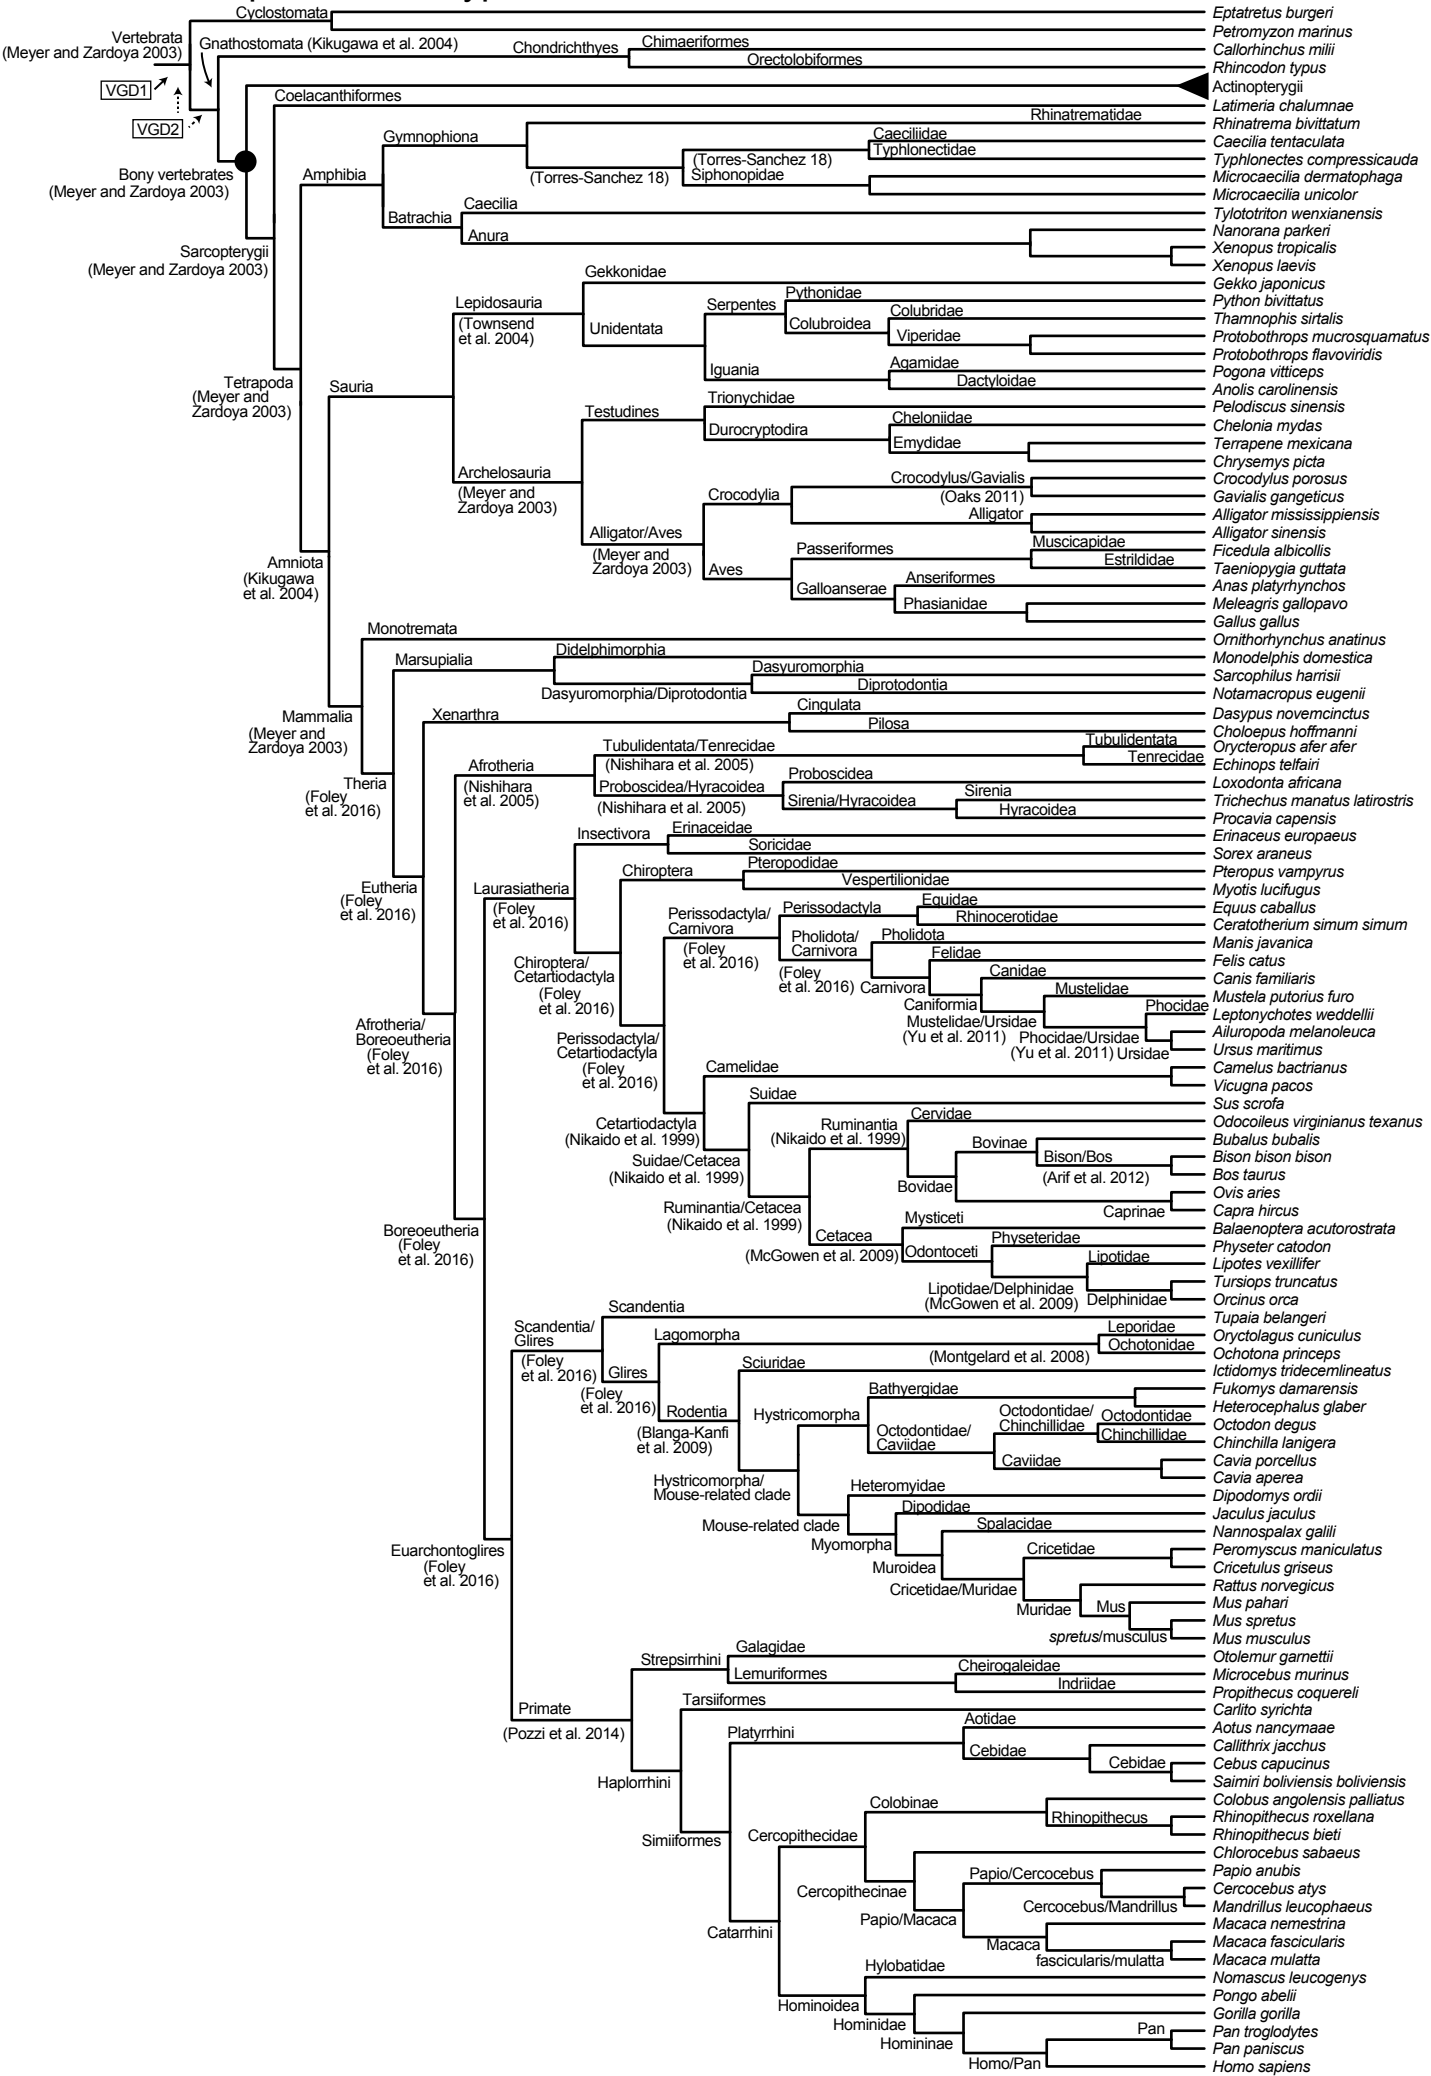 Cyclostomata
Eptatretus burgeri
Petromyzon marinus
Vertebrata
(Meyer and Zardoya 2003)
Gnathostomata (Kikugawa et al. 2004)
Chondrichthyes
Chimaeriformes
Callorhinchus milii
Orectolobiformes
Rhincodon typus
VGD1
VGD2
Actinopterygii
Coelacanthiformes
Latimeria chalumnae
Bony vertebrates
(Meyer and Zardoya 2003)
Sarcopterygii
(Meyer and Zardoya 2003)
Amphibia
Gymnophiona
Rhinatrematidae
Rhinatrema bivittatum
Caeciliidae
Caecilia tentaculata
(Torres-Sanchez 18)
Typhlonectidae
Typhlonectes compressicauda
(Torres-Sanchez 18)
Siphonopidae
Microcaecilia dermatophaga
Microcaecilia unicolor
Batrachia
Caecilia
Tylototriton wenxianensis
Anura
Nanorana parkeri
Xenopus tropicalis
Xenopus laevis
Tetrapoda
(Meyer and
Zardoya 2003)
Sauria
Lepidosauria
(Townsend
et al. 2004)
Gekkonidae
Gekko japonicus
Unidentata
Serpentes
Pythonidae
Python bivittatus
Colubroidea
Colubridae
Thamnophis sirtalis
Viperidae
Protobothrops mucrosquamatus
Protobothrops flavoviridis
Iguania
Agamidae
Pogona vitticeps
Dactyloidae
Anolis carolinensis
Archelosauria
(Meyer and
Zardoya 2003)
Testudines
Trionychidae
Pelodiscus sinensis
Durocryptodira
Cheloniidae
Chelonia mydas
Emydidae
Terrapene mexicana
Chrysemys picta
Alligator/Aves
(Meyer and
Zardoya 2003)
Crocodylia
Crocodylus/Gavialis
(Oaks 2011)
Crocodylus porosus
Gavialis gangeticus
Alligator
Alligator mississippiensis
Alligator sinensis
Aves
Passeriformes
Muscicapidae
Ficedula albicollis
Estrildidae
Taeniopygia guttata
Galloanserae
Anseriformes
Anas platyrhynchos
Phasianidae
Meleagris gallopavo
Gallus gallus
Amniota
(Kikugawa
et al. 2004)
Mammalia
(Meyer and
Zardoya 2003)
Monotremata
Ornithorhynchus anatinus
Marsupialia
Didelphimorphia
Monodelphis domestica
Dasyuromorphia/Diprotodontia
Dasyuromorphia
Sarcophilus harrisii
Diprotodontia
Notamacropus eugenii
Theria
(Foley
et al. 2016)
Xenarthra
Cingulata
Dasypus novemcinctus
Pilosa
Choloepus hoffmanni
Eutheria
(Foley
et al. 2016)
Afrotheria
(Nishihara
et al. 2005)
Tubulidentata/Tenrecidae
(Nishihara et al. 2005)
Tubulidentata
Orycteropus afer afer
Tenrecidae
Echinops telfairi
Proboscidea/Hyracoidea
(Nishihara et al. 2005)
Proboscidea
Loxodonta africana
Sirenia/Hyracoidea
Sirenia
Trichechus manatus latirostris
Hyracoidea
Procavia capensis
Afrotheria/
Boreoeutheria
(Foley
et al. 2016)
Laurasiatheria
(Foley
et al. 2016)
Insectivora
Erinaceidae
Erinaceus europaeus
Soricidae
Sorex araneus
Chiroptera/
Cetartiodactyla
(Foley
et al. 2016)
Chiroptera
Pteropodidae
Pteropus vampyrus
Vespertilionidae
Myotis lucifugus
Perissodactyla/
Cetartiodactyla
(Foley
et al. 2016)
Perissodactyla/
Carnivora
(Foley
et al. 2016)
Perissodactyla
Equidae
Equus caballus
Rhinocerotidae
Ceratotherium simum simum
Pholidota/
Carnivora
(Foley
et al. 2016)
Pholidota
Manis javanica
Carnivora
Felidae
Felis catus
Caniformia
Canidae
Canis familiaris
Mustelidae/Ursidae
(Yu et al. 2011)
Mustelidae
Mustela putorius furo
Phocidae/Ursidae
(Yu et al. 2011)
Phocidae
Leptonychotes weddellii
Ursidae
Ailuropoda melanoleuca
Ursus maritimus
Cetartiodactyla
(Nikaido et al. 1999)
Camelidae
Camelus bactrianus
Vicugna pacos
Suidae/Cetacea
(Nikaido et al. 1999)
Suidae
Sus scrofa
Ruminantia/Cetacea
(Nikaido et al. 1999)
Ruminantia
(Nikaido et al. 1999)
Cervidae
Odocoileus virginianus texanus
Bovidae
Bovinae
Bubalus bubalis
Bison/Bos
(Arif et al. 2012)
Bison bison bison
Bos taurus
Caprinae
Ovis aries
Capra hircus
Cetacea
(McGowen et al. 2009)
Mysticeti
Balaenoptera acutorostrata
Odontoceti
Physeteridae
Physeter catodon
Lipotidae/Delphinidae
(McGowen et al. 2009)
Lipotidae
Lipotes vexillifer
Delphinidae
Tursiops truncatus
Orcinus orca
Boreoeutheria
(Foley
et al. 2016)
Euarchontoglires
(Foley
et al. 2016)
Scandentia/
Glires
(Foley
et al. 2016)
Scandentia
Tupaia belangeri
Glires
(Foley
et al. 2016)
Lagomorpha
(Montgelard et al. 2008)
Leporidae
Oryctolagus cuniculus
Ochotonidae
Ochotona princeps
Rodentia
(Blanga-Kanfi
et al. 2009)
Sciuridae
Ictidomys tridecemlineatus
Hystricomorpha/
Mouse-related clade
Hystricomorpha
Bathyergidae
Fukomys damarensis
Heterocephalus glaber
Octodontidae/
Caviidae
Octodontidae/
Chinchillidae
Octodontidae
Octodon degus
Chinchillidae
Chinchilla lanigera
Caviidae
Cavia porcellus
Cavia aperea
Mouse-related clade
Heteromyidae
Dipodomys ordii
Myomorpha
Dipodidae
Jaculus jaculus
Muroidea
Spalacidae
Nannospalax galili
Cricetidae/Muridae
Cricetidae
Peromyscus maniculatus
Cricetulus griseus
Muridae
Rattus norvegicus
Mus
Mus pahari
spretus/musculus
Mus spretus
Mus musculus
Primate
(Pozzi et al. 2014)
Strepsirrhini
Galagidae
Otolemur garnettii
Lemuriformes
Cheirogaleidae
Microcebus murinus
Indriidae
Propithecus coquereli
Haplorrhini
Tarsiiformes
Carlito syrichta
Simiiformes
Platyrrhini
Aotidae
Aotus nancymaae
Cebidae
Callithrix jacchus
Cebidae
Cebus capucinus
Saimiri boliviensis boliviensis
Catarrhini
Cercopithecidae
Colobinae
Colobus angolensis palliatus
Rhinopithecus
Rhinopithecus roxellana
Rhinopithecus bieti
Cercopithecinae
Chlorocebus sabaeus
Papio/Macaca
Papio/Cercocebus
Papio anubis
Cercocebus/Mandrillus
Cercocebus atys
Mandrillus leucophaeus
Macaca
Macaca nemestrina
fascicularis/mulatta
Macaca fascicularis
Macaca mulatta
Hominoidea
Hylobatidae
Nomascus leucogenys
Hominidae
Pongo abelii
Homininae
Gorilla gorilla
Homo/Pan
Pan
Pan troglodytes
Pan paniscus
Homo sapiens